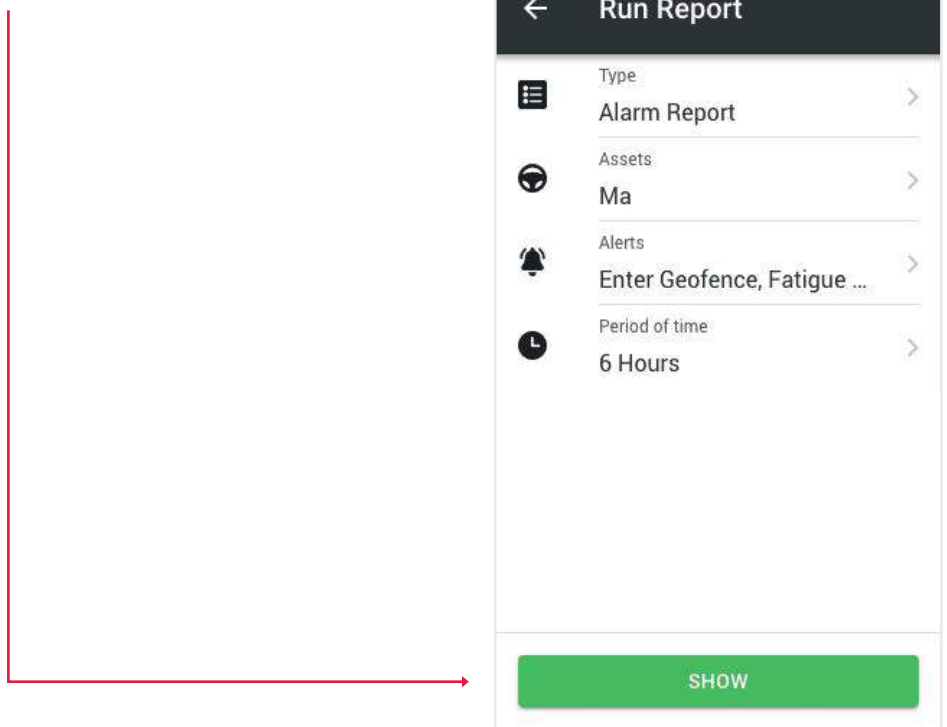 Run Report
Type
Alarm Report
Assets
Ma
Alerts
Enter Geofence, Fatigue ...
Period of time
6 Hours
SHOW